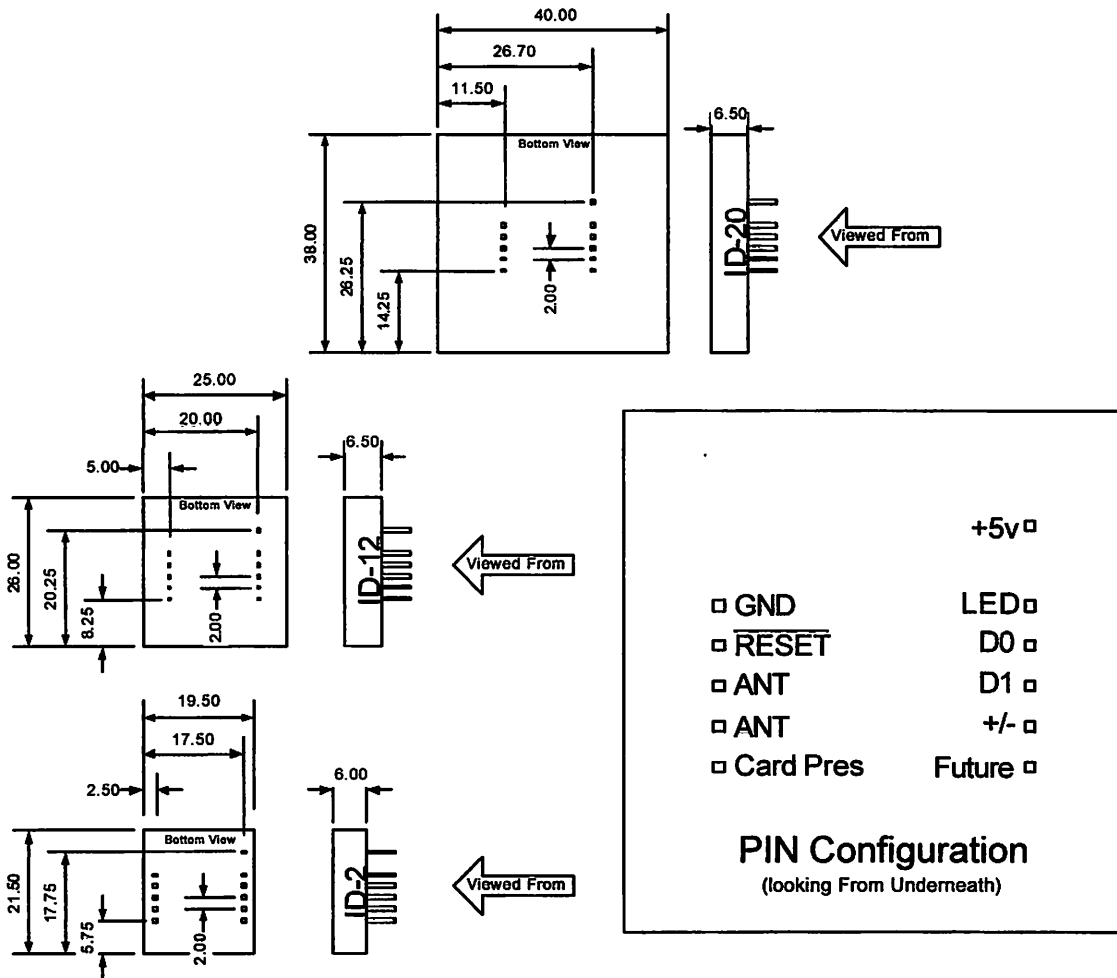 40.00
26.70
11.50
6.50
Bottom View
38.00
26.25
14.25
2.00
ID-20
Viewed From
25.00
20.00
5.00
6.50
Bottom View
26.00
20.25
8.25
2.00
ID-12
Viewed From
19.50
17.50
2.50
6.00
Bottom View
21.50
17.75
5.75
2.00
ID-2
Viewed From
+5v
GND LED
RESET D0
ANT D1
ANT +/-
Card Pres Future
PIN Configuration
(looking From Underneath)